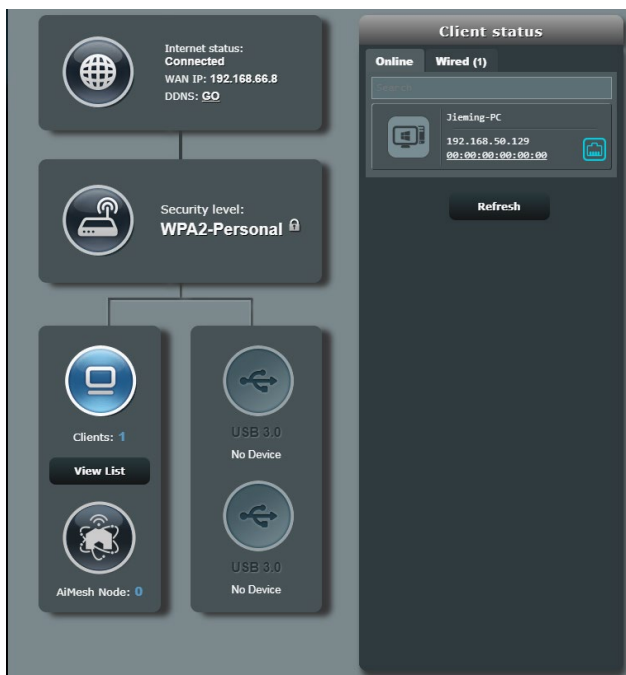 Internet status:
Connected
WAN IP: 192.168.66.8
DDNS: GO
Security level:
WPA2-Personal
Clients: 1
View List
AiMesh Node: 0
USB 3.0
No Device
USB 3.0
No Device
Client status
Online Wired (1)
Search
Jieming-PC
192.168.50.129
00:00:00:00:00:00
Refresh